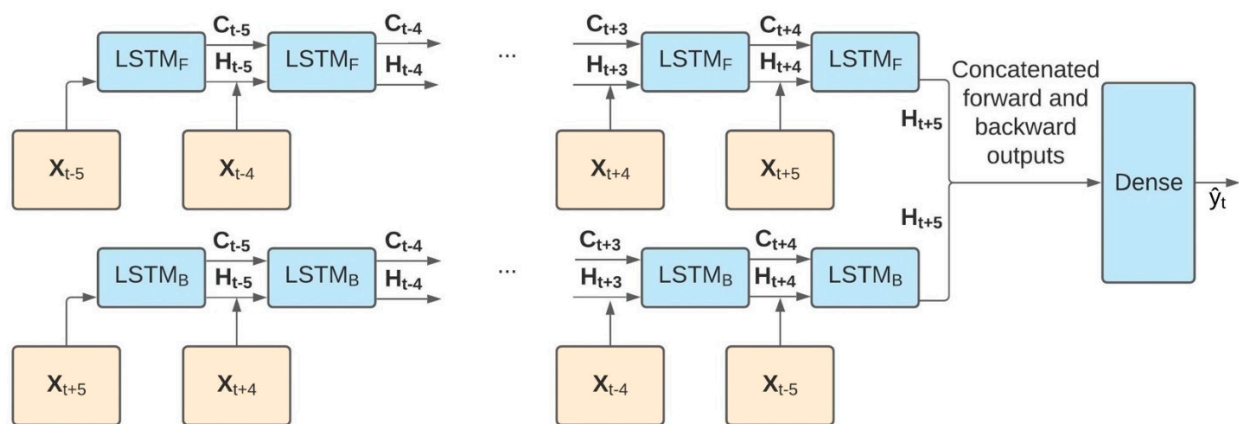 C_{t-5} C_{t-4} C_{t+3} C_{t+4}
LSTM_F H_{t-5} LSTM_F H_{t-4} ... H_{t+3} LSTM_F H_{t+4} LSTM_F
Concatenated
forward and
backward
outputs
H_{t+5}
X_{t-5} X_{t-4} X_{t+4} X_{t+5}
Dense
ŷ_t
H_{t+5}
C_{t-5} C_{t-4} C_{t+3} C_{t+4}
LSTM_B H_{t-5} LSTM_B H_{t-4} ... H_{t+3} LSTM_B H_{t+4} LSTM_B
X_{t+5} X_{t+4} X_{t-4} X_{t-5}